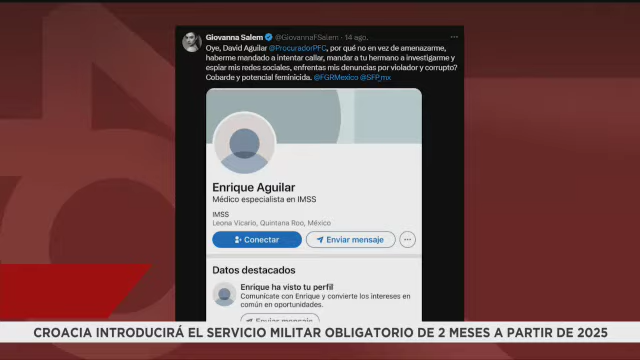 Giovanna Salem @GiovannaFSalem · 14 ago.
Oye, David Aguilar @ProcuradorPFC, por qué no en vez de amenazarme,
haberme mandado a intentar callar, mandar a tu hermano a investigarme y
espiar mis redes sociales, enfrentas mis denuncias por violador y corrupto?
Cobarde y potencial feminicida. @FGRMexico @SFP_mx
Enrique Aguilar
Médico especialista en IMSS
IMSS
Leona Vicario, Quintana Roo, México
Conectar
Enviar mensaje
Datos destacados
Enrique ha visto tu perfil
Comunícate con Enrique y convierte los intereses en
común en oportunidades.
Enviar mensaje
CROACIA INTRODUCIRÁ EL SERVICIO MILITAR OBLIGATORIO DE 2 MESES A PARTIR DE 2025